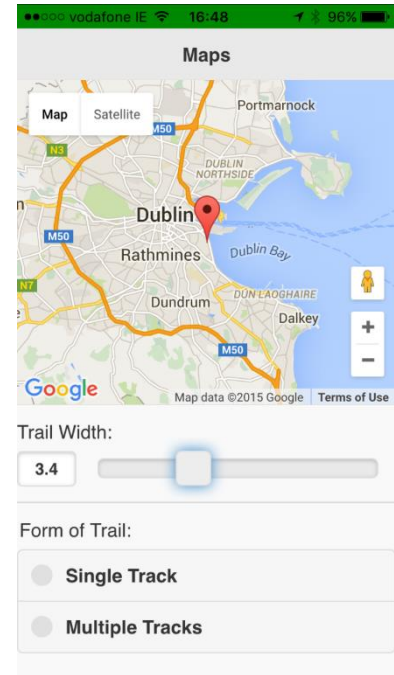 vodafone IE 16:48 96%
Maps
Map Satellite
Portmarnock
M50
N3
DUBLIN
NORTHSIDE
Dublin
M50
Rathmines
Dublin Bay
N7
Dundrum
DÚN LAOGHAIRE
Dalkey
+
M50
−
Google Map data ©2015 Google Terms of Use
Trail Width:
3.4
Form of Trail:
Single Track
Multiple Tracks